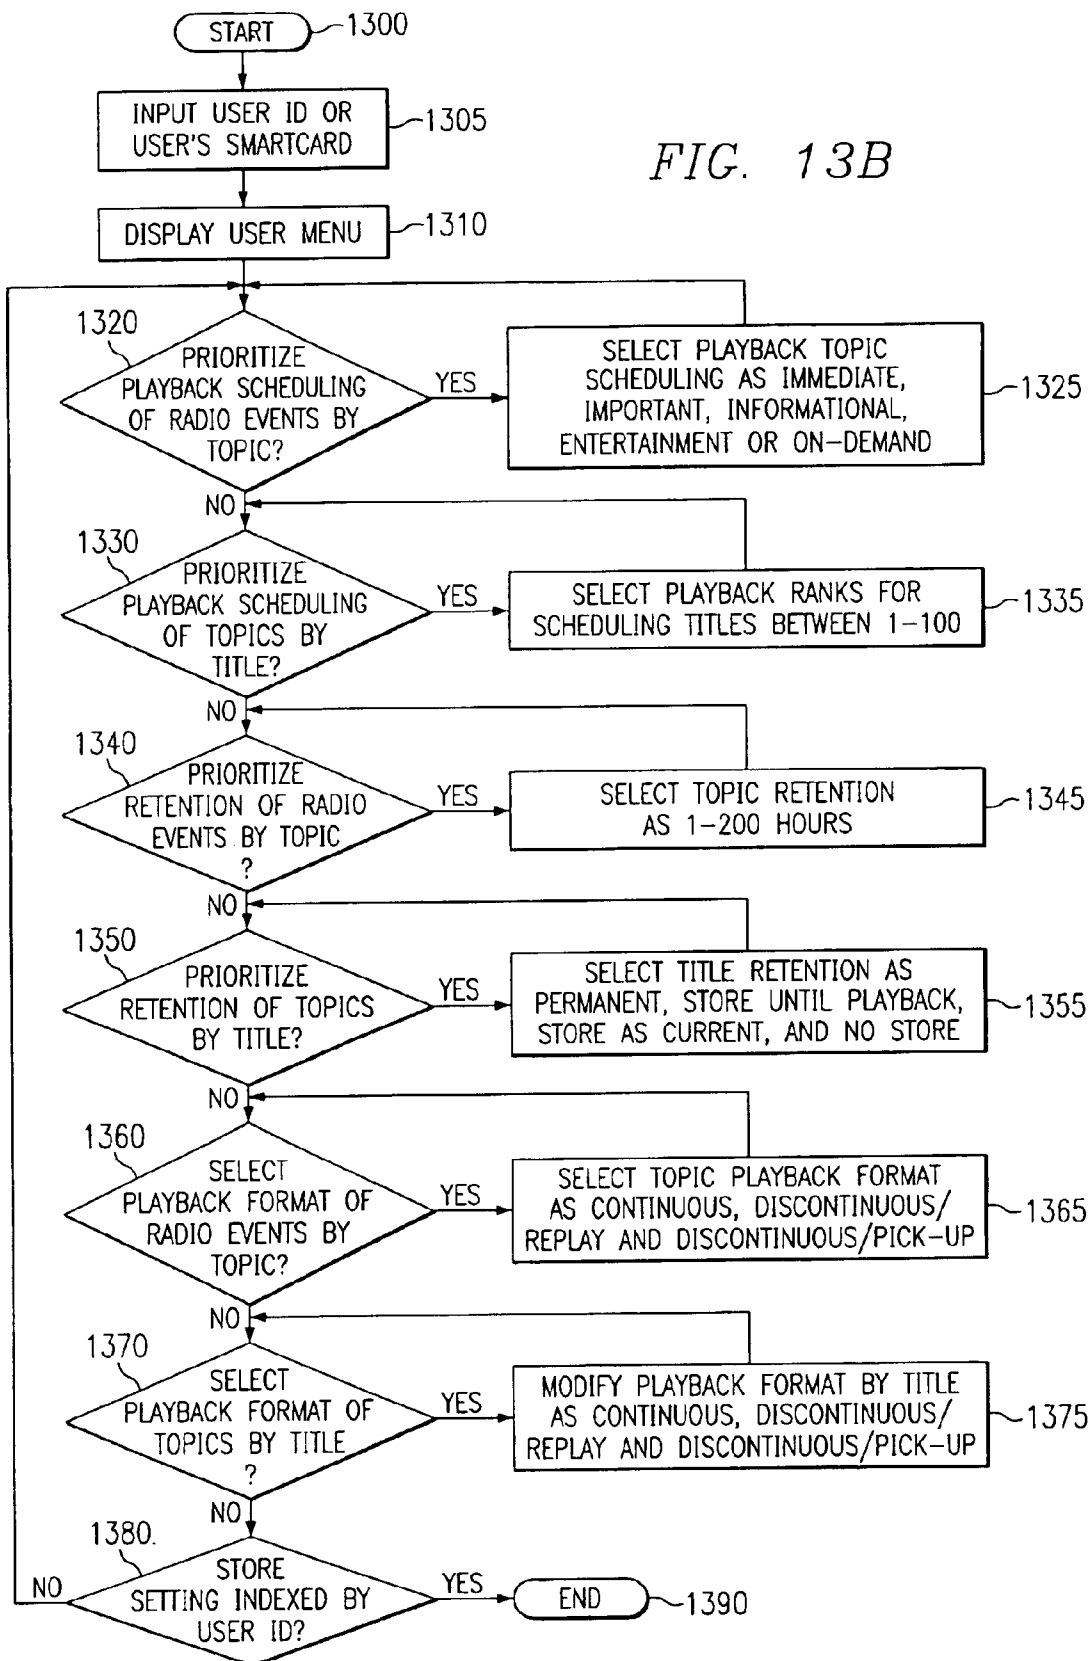 START
1300
INPUT USER ID OR
USER'S SMARTCARD
1305
FIG. 13B
DISPLAY USER MENU
1310
1320
PRIORITIZE
PLAYBACK SCHEDULING
OF RADIO EVENTS BY
TOPIC?
YES
SELECT PLAYBACK TOPIC
SCHEDULING AS IMMEDIATE,
IMPORTANT, INFORMATIONAL,
ENTERTAINMENT OR ON-DEMAND
1325
NO
1330
PRIORITIZE
PLAYBACK SCHEDULING
OF TOPICS BY
TITLE?
YES
SELECT PLAYBACK RANKS FOR
SCHEDULING TITLES BETWEEN 1-100
1335
NO
1340
PRIORITIZE
RETENTION OF RADIO
EVENTS BY TOPIC
?
YES
SELECT TOPIC RETENTION
AS 1-200 HOURS
1345
NO
1350
PRIORITIZE
RETENTION OF TOPICS
BY TITLE?
YES
SELECT TITLE RETENTION AS
PERMANENT, STORE UNTIL PLAYBACK,
STORE AS CURRENT, AND NO STORE
1355
NO
1360
SELECT
PLAYBACK FORMAT OF
RADIO EVENTS BY
TOPIC?
YES
SELECT TOPIC PLAYBACK FORMAT
AS CONTINUOUS, DISCONTINUOUS/
REPLAY AND DISCONTINUOUS/PICK-UP
1365
NO
1370
SELECT
PLAYBACK FORMAT OF
TOPICS BY TITLE
?
YES
MODIFY PLAYBACK FORMAT BY TITLE
AS CONTINUOUS, DISCONTINUOUS/
REPLAY AND DISCONTINUOUS/PICK-UP
1375
NO
1380.
STORE
SETTING INDEXED BY
USER ID?
NO
YES
END
1390